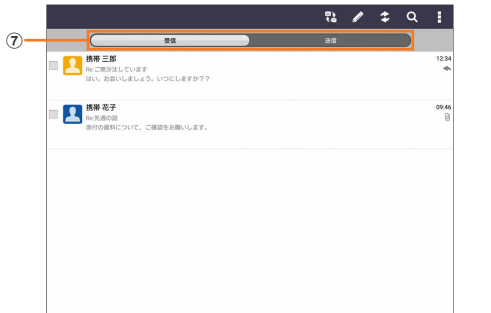 ⑦
受信 送信
携帯 三郎 12:34
Re:ご無沙汰しています
はい。お会いしましょう。いつにしますか？？
携帯 花子 09:46
Re:先週の話
添付の資料について、ご確認をお願いします。